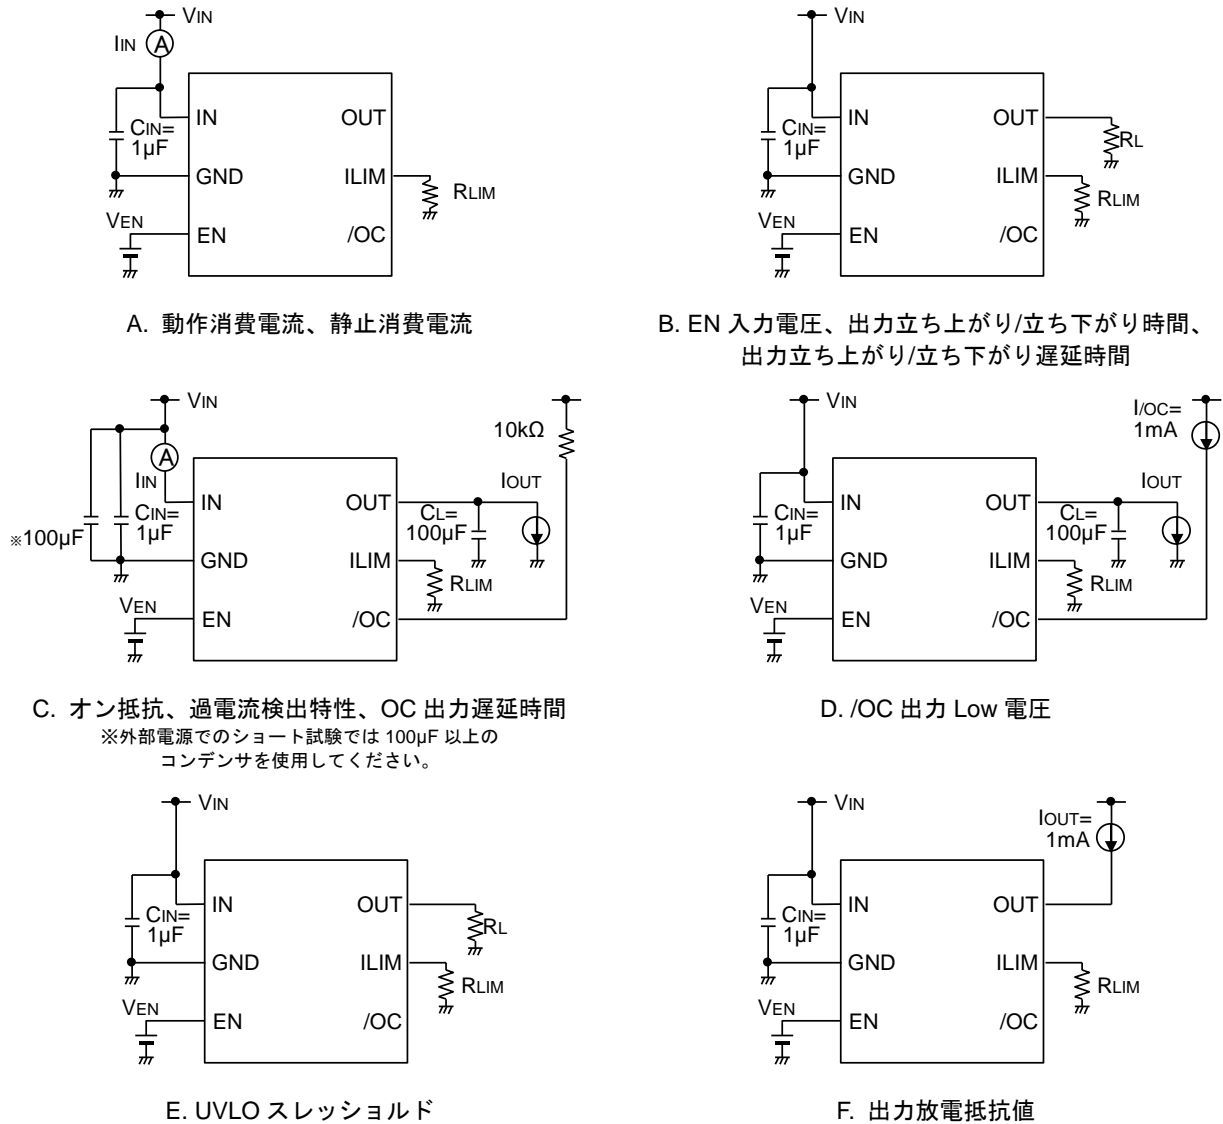 VIN
IIN
A
CIN=
1μF
IN
GND
EN
OUT
ILIM
/OC
RLIM
VEN
A. 動作消費電流、静止消費電流
VIN
CIN=
1μF
IN
GND
EN
OUT
ILIM
/OC
RL
RLIM
VEN
B. EN 入力電圧、出力立ち上がり/立ち下がり時間、
出力立ち上がり/立ち下がり遅延時間
VIN
A
IIN
※100μF
CIN=
1μF
IN
GND
EN
OUT
ILIM
/OC
CL=
100μF
IOUT
10kΩ
RLIM
VEN
C. オン抵抗、過電流検出特性、OC 出力遅延時間
※外部電源でのショート試験では 100μF 以上の
コンデンサを使用してください。
VIN
CIN=
1μF
IN
GND
EN
OUT
ILIM
/OC
CL=
100μF
IOUT
I/OC=
1mA
RLIM
VEN
D. /OC 出力 Low 電圧
VIN
CIN=
1μF
IN
GND
EN
OUT
ILIM
/OC
RL
RLIM
VEN
E. UVLO スレッショルド
VIN
CIN=
1μF
IN
GND
EN
OUT
ILIM
/OC
IOUT=
1mA
RLIM
VEN
F. 出力放電抵抗値